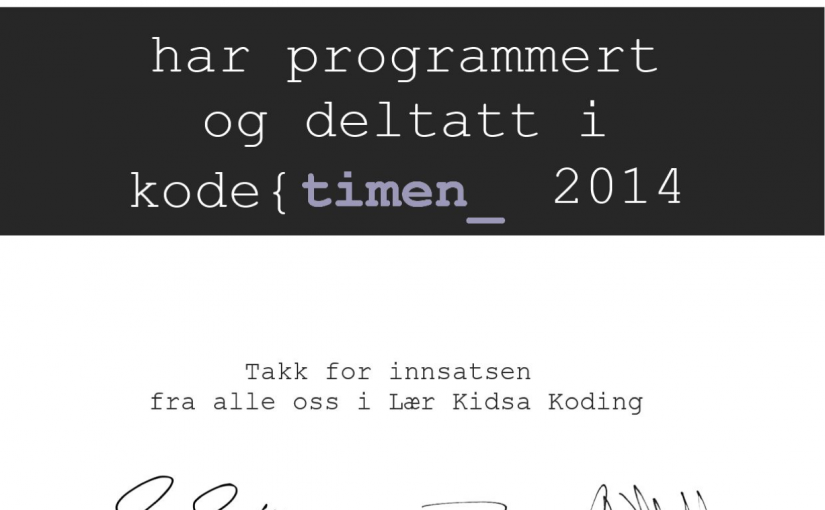 har programmert
og deltatt i
kode{timen_ 2014
Takk for innsatsen
fra alle oss i Lær Kidsa Koding